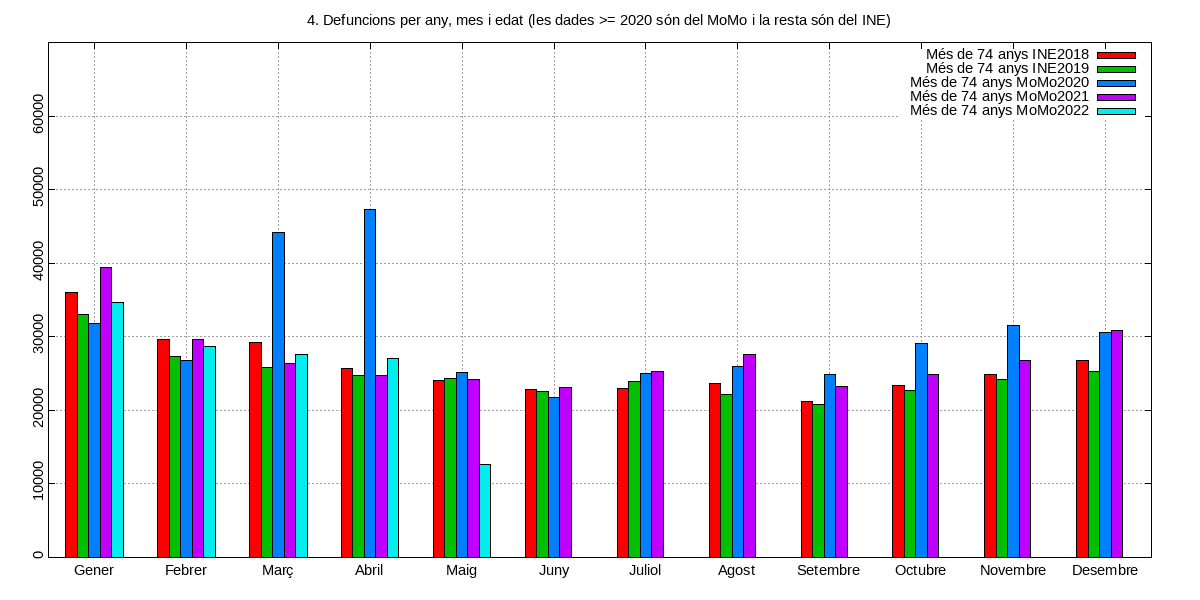 4. Defuncions per any, mes i edat (les dades >= 2020 són del MoMo i la resta són del INE)
Més de 74 anys INE2018
Més de 74 anys INE2019
Més de 74 anys MoMo2020
Més de 74 anys MoMo2021
Més de 74 anys MoMo2022
60000
50000
40000
30000
20000
10000
0
Gener Febrer Març Abril Maig Juny Juliol Agost Setembre Octubre Novembre Desembre